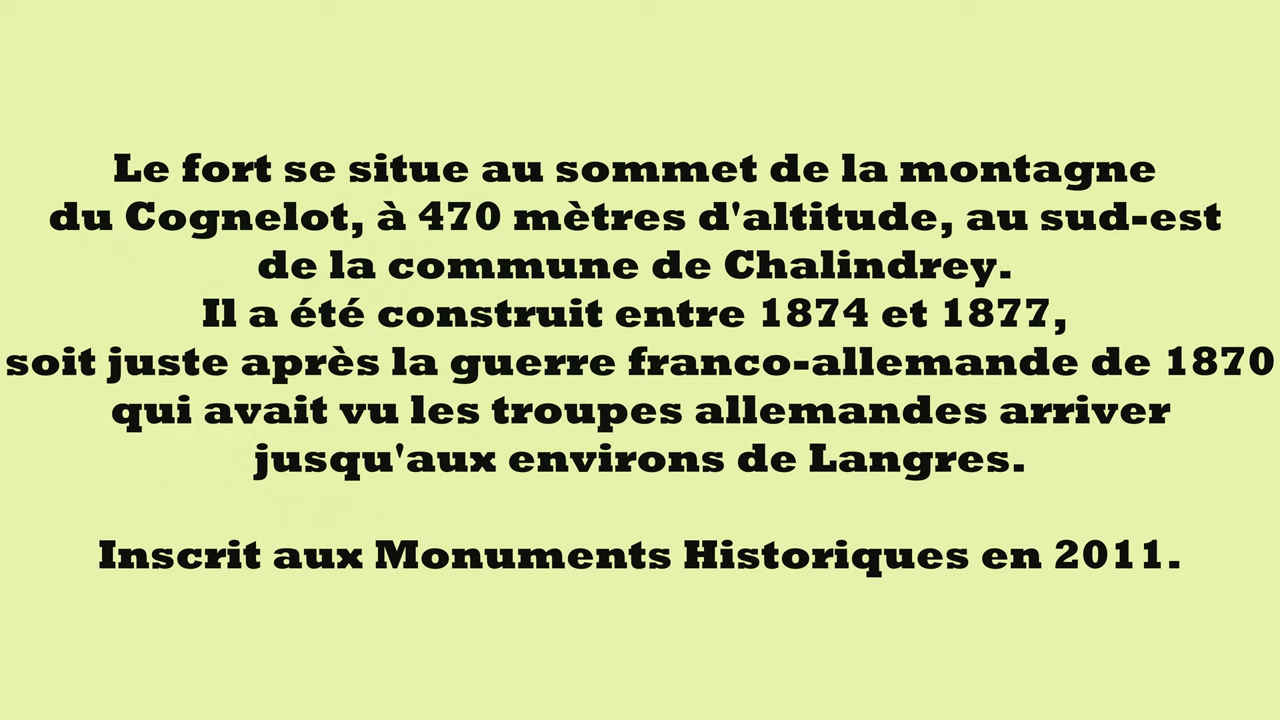 Le fort se situe au sommet de la montagne
du Cognelot, à 470 mètres d'altitude, au sud-est
de la commune de Chalindrey.
Il a été construit entre 1874 et 1877,
soit juste après la guerre franco-allemande de 1870
qui avait vu les troupes allemandes arriver
jusqu'aux environs de Langres.
Inscrit aux Monuments Historiques en 2011.